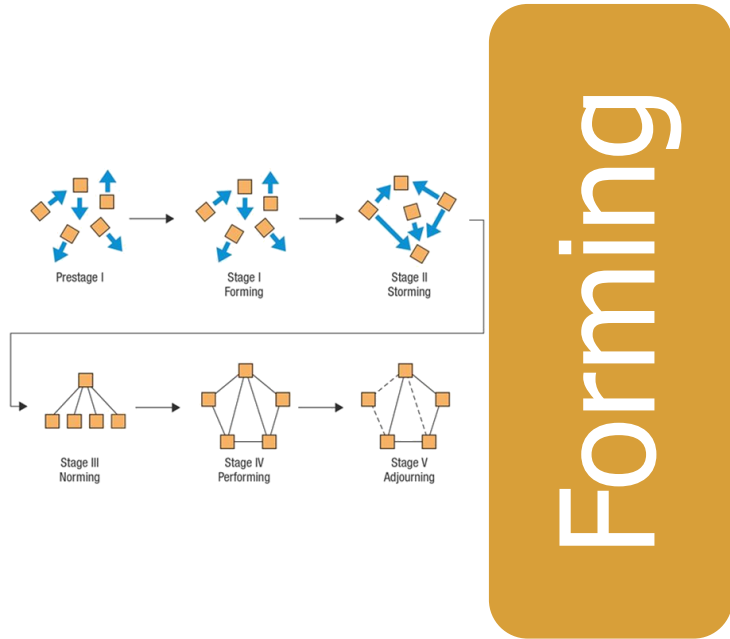 Prestage I
Stage I
Forming
Stage II
Storming
Stage III
Norming
Stage IV
Performing
Stage V
Adjourning
Forming